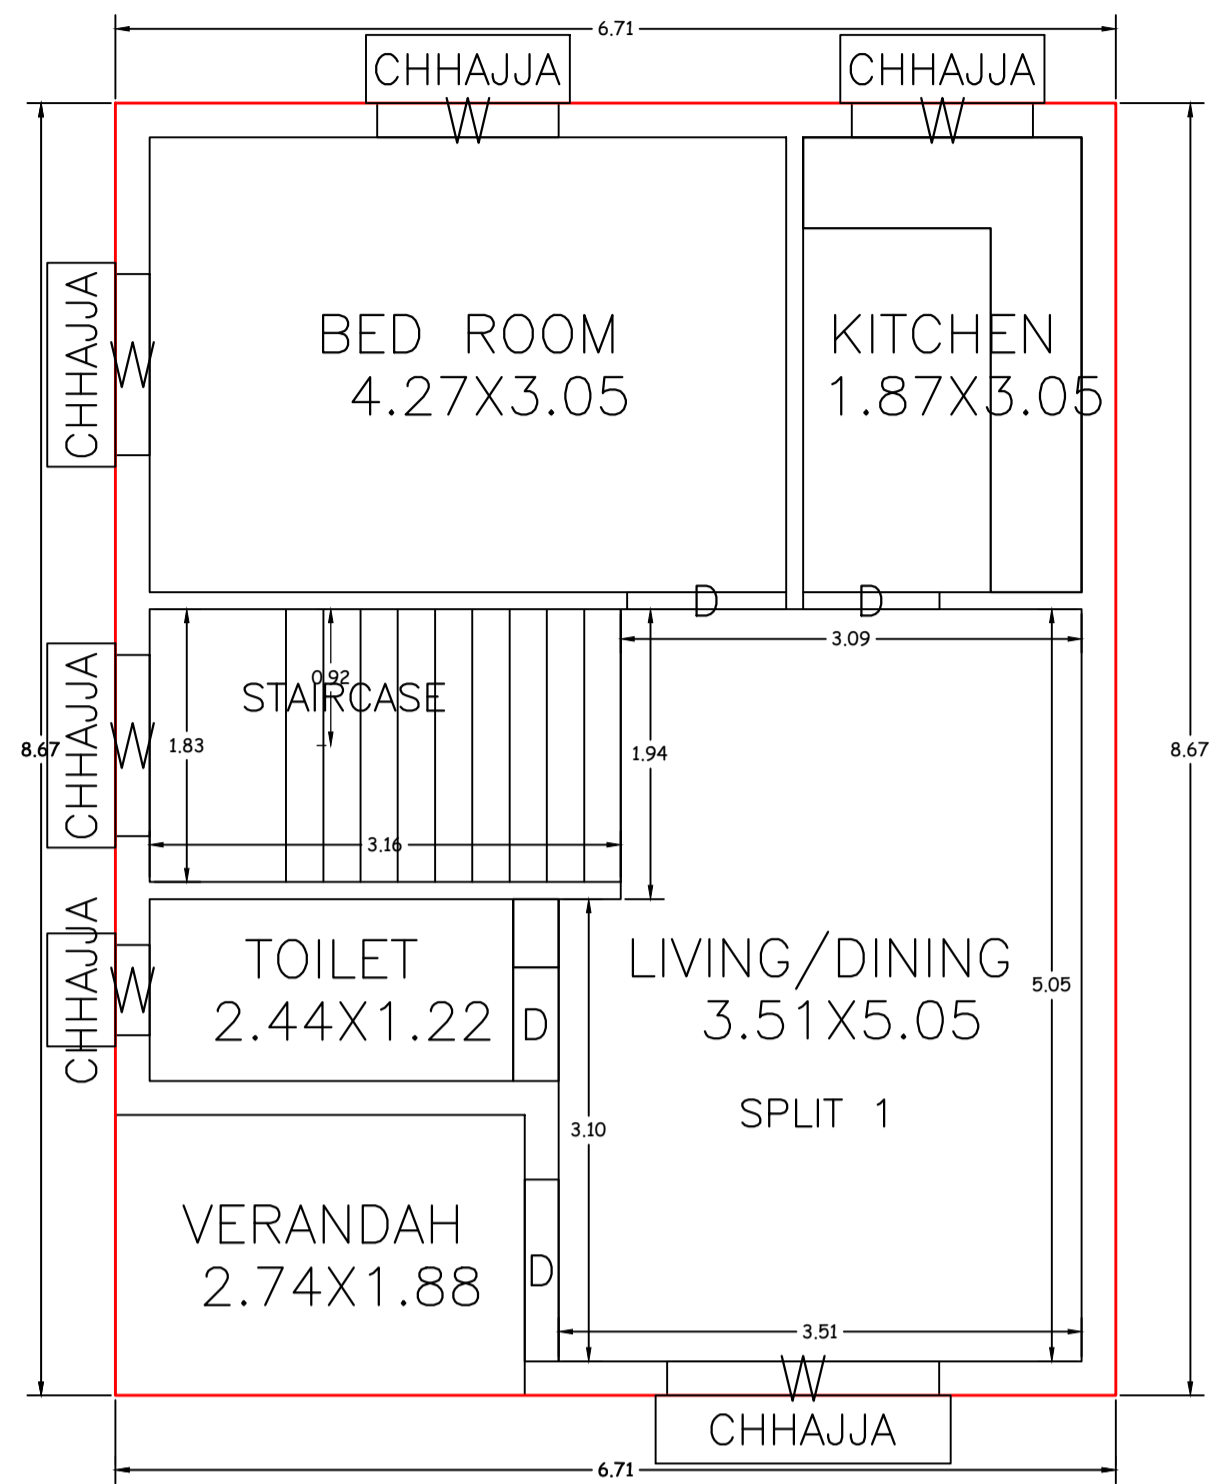 6.71
CHHAJJA
CHHAJJA
W
W
CHHAJJA
W
BED ROOM
4.27X3.05
KITCHEN
1.87X3.05
D
D
3.09
CHHAJJA
W
STAIRCASE
0.92
8.67
1.83
1.94
8.67
3.16
CHHAJJA
W
TOILET
2.44X1.22
D
LIVING/DINING
3.51X5.05
5.05
SPLIT 1
3.10
VERANDAH
2.74X1.88
D
3.51
W
CHHAJJA
6.71